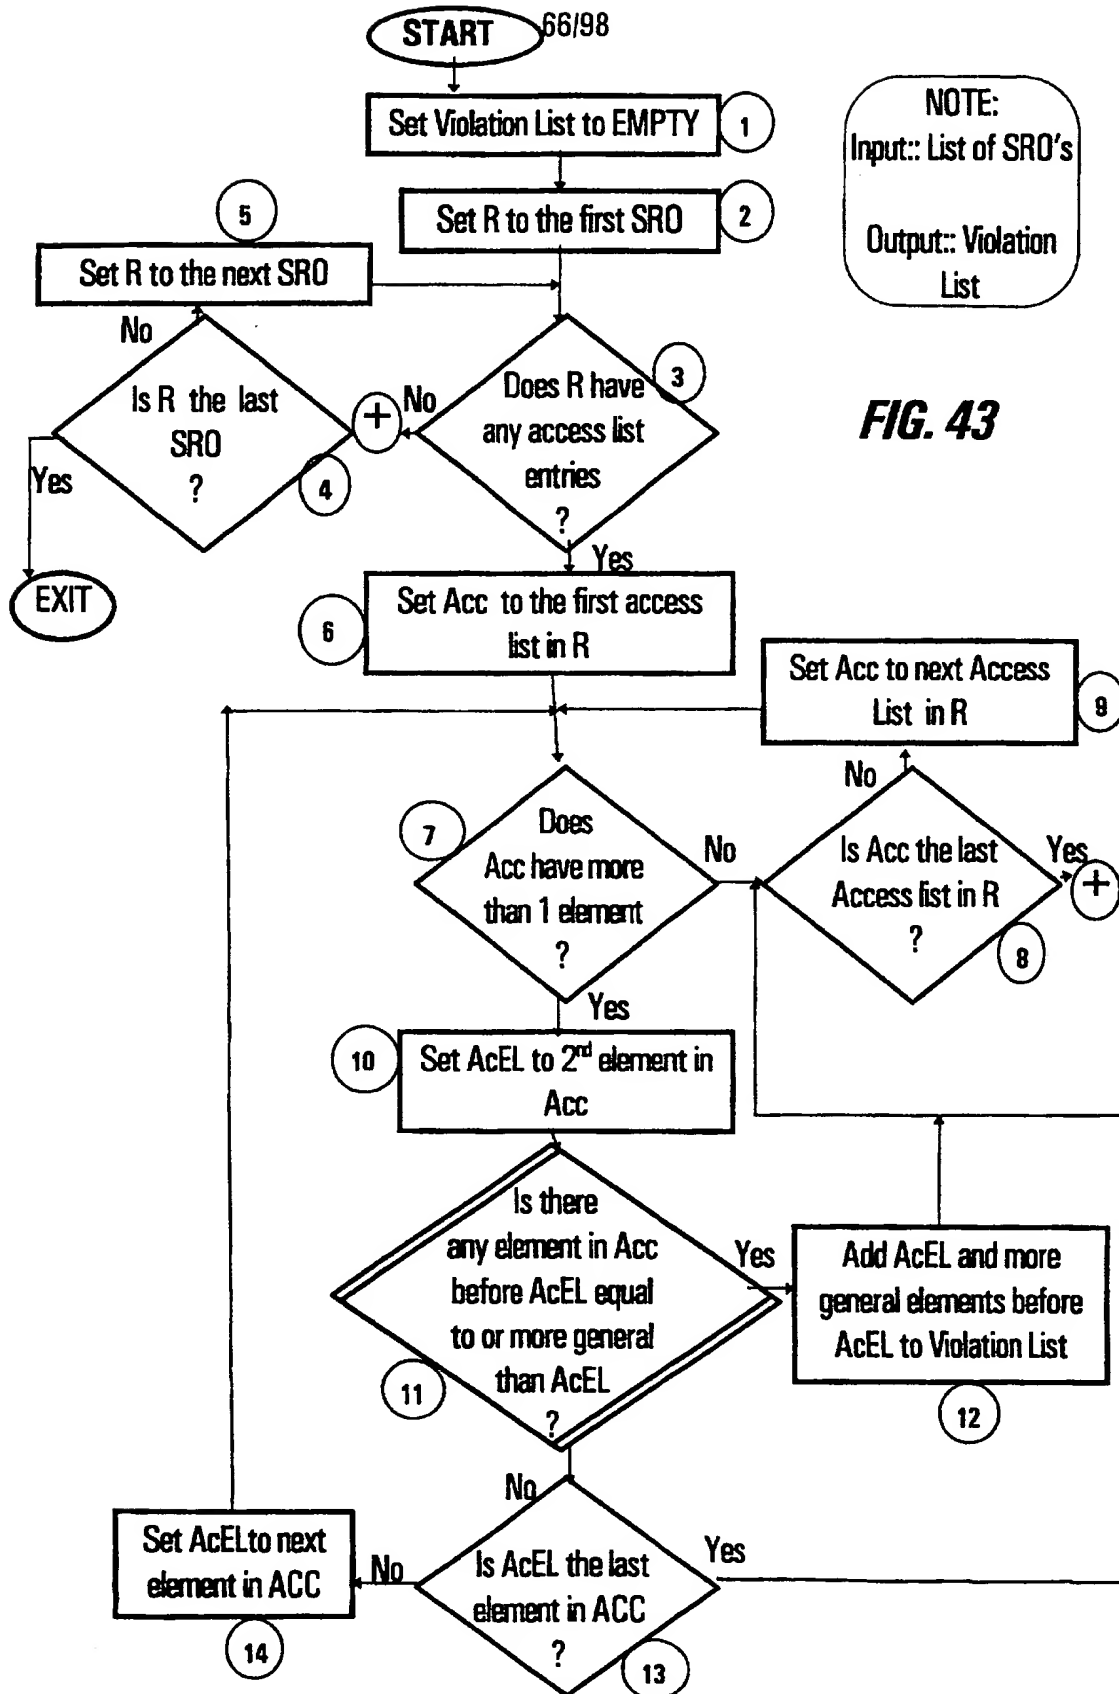 START
66/98
Set Violation List to EMPTY
1
NOTE:
Input:: List of SRO's
Output:: Violation
List
Set R to the first SRO
2
5
Set R to the next SRO
No
Is R the last
SRO
?
4
Yes
EXIT
+
No
Does R have
any access list
entries
?
3
Yes
FIG. 43
6
Set Acc to the first access
list in R
Set Acc to next Access
List in R
9
No
7
Does
Acc have more
than 1 element
?
No
Is Acc the last
Access list in R
?
8
Yes
+
Yes
10
Set AcEL to 2nd element in
Acc
Is there
any element in Acc
before AcEL equal
to or more general
than AcEL
?
11
Yes
Add AcEL and more
general elements before
AcEL to Violation List
12
No
Set AcELto next
element in ACC
14
No
Is AcEL the last
element in ACC
?
13
Yes